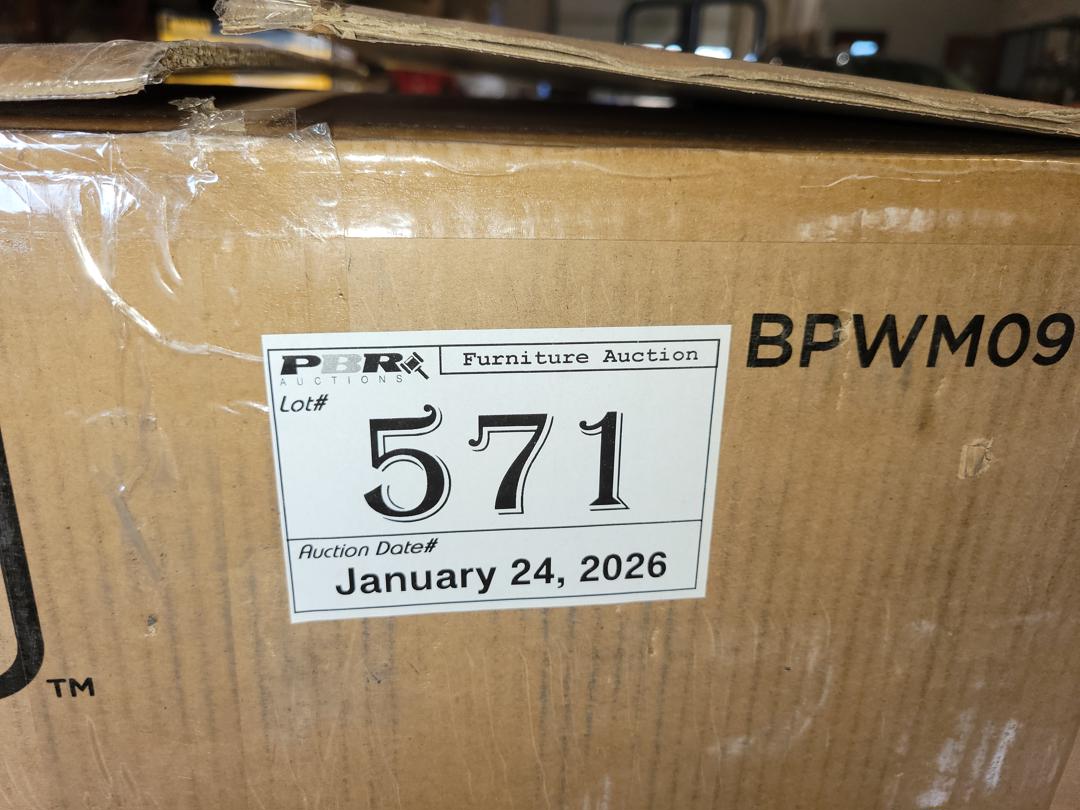 BPWM09
PBR
AUCTIONS
Furniture Auction
Lot#
571
Auction Date#
January 24, 2026
TM